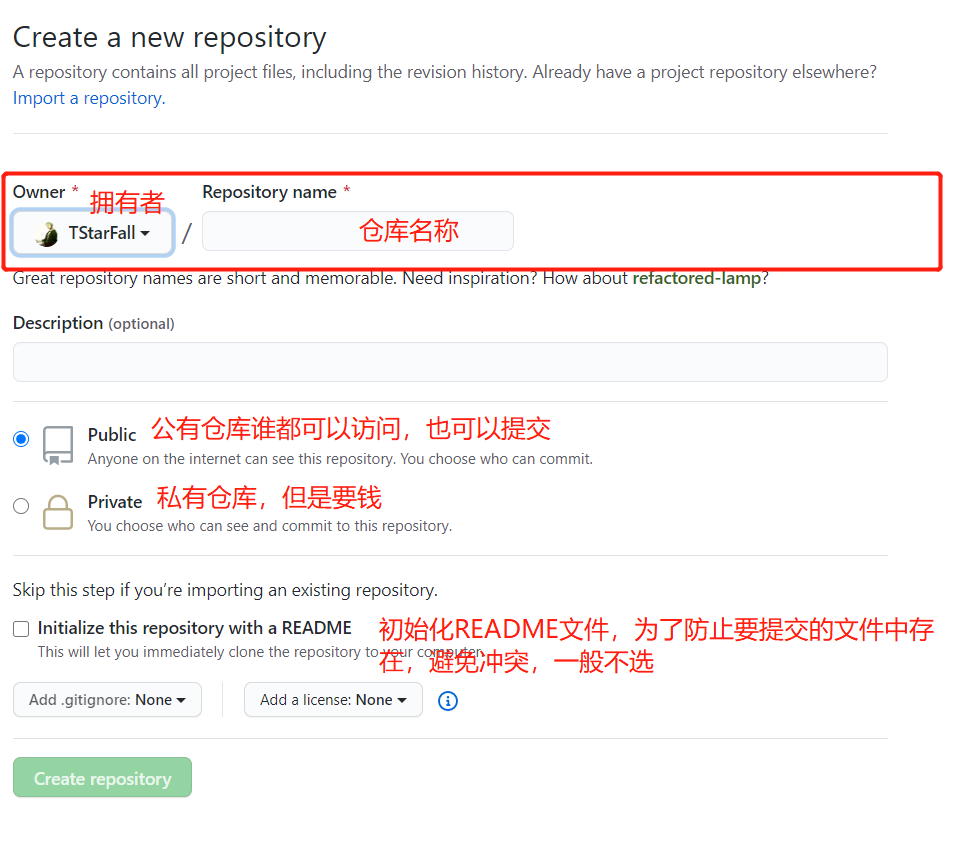 Create a new repository
A repository contains all project files, including the revision history. Already have a project repository elsewhere?
Import a repository.
Owner * 拥有者 Repository name *
TStarFall / 仓库名称
Great repository names are short and memorable. Need inspiration? How about refactored-lamp?
Description (optional)
Public 公有仓库谁都可以访问，也可以提交
Anyone on the internet can see this repository. You choose who can commit.
Private 私有仓库，但是要钱
You choose who can see and commit to this repository.
Skip this step if you’re importing an existing repository.
Initialize this repository with a README 初始化README文件，为了防止要提交的文件中存
This will let you immediately clone the repository to your computer.
在，避免冲突，一般不选
Add .gitignore: None Add a license: None
Create repository